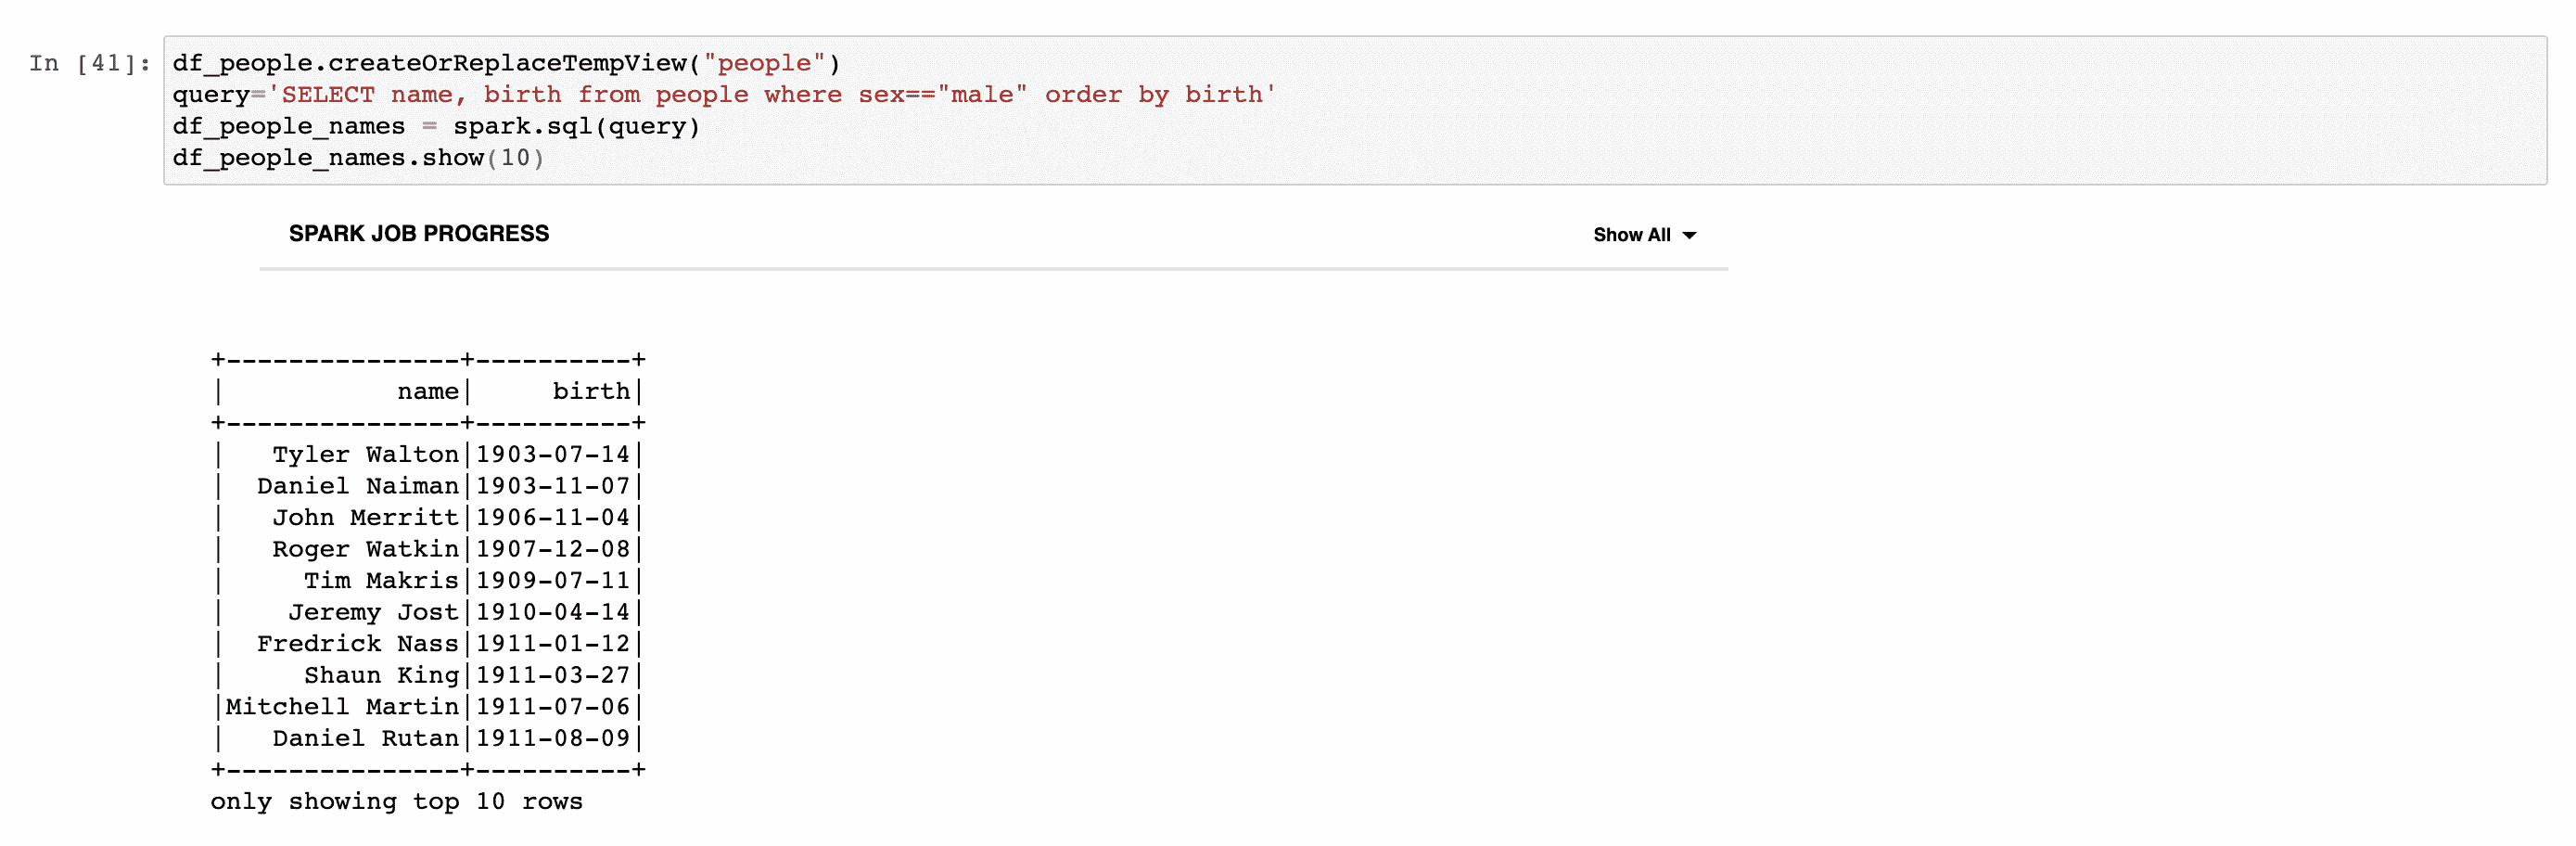 In [41]: df_people.createOrReplaceTempView("people")
query='SELECT name, birth from people where sex=="male" order by birth'
df_people_names = spark.sql(query)
df_people_names.show(10)
SPARK JOB PROGRESS Show All
+---------------+----------+
|           name|     birth|
+---------------+----------+
|   Tyler Walton|1903-07-14|
|  Daniel Naiman|1903-11-07|
|   John Merritt|1906-11-04|
|   Roger Watkin|1907-12-08|
|     Tim Makris|1909-07-11|
|    Jeremy Jost|1910-04-14|
|  Fredrick Nass|1911-01-12|
|     Shaun King|1911-03-27|
|Mitchell Martin|1911-07-06|
|   Daniel Rutan|1911-08-09|
+---------------+----------+
only showing top 10 rows